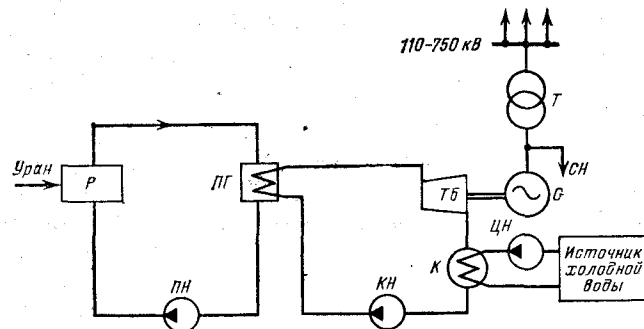 110-750 кВ
Т
СН
Уран
Р
ПГ
ТБ
G
ЦН
К
Источник
холодной
воды
ПН
КН